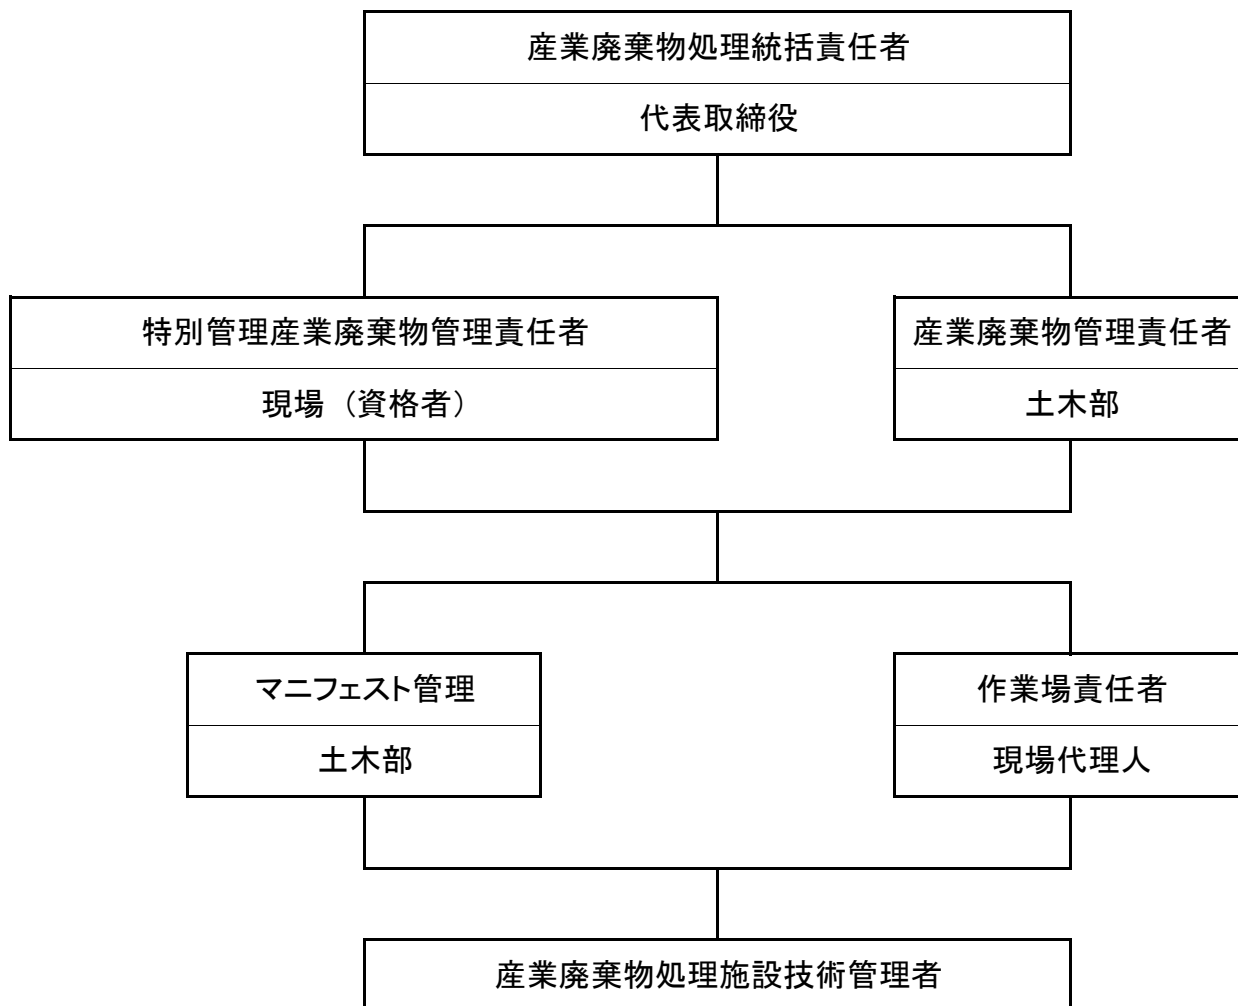 産業廃棄物処理統括責任者
代表取締役
特別管理産業廃棄物管理責任者
現場（資格者）
産業廃棄物管理責任者
土木部
マニフェスト管理
土木部
作業場責任者
現場代理人
産業廃棄物処理施設技術管理者